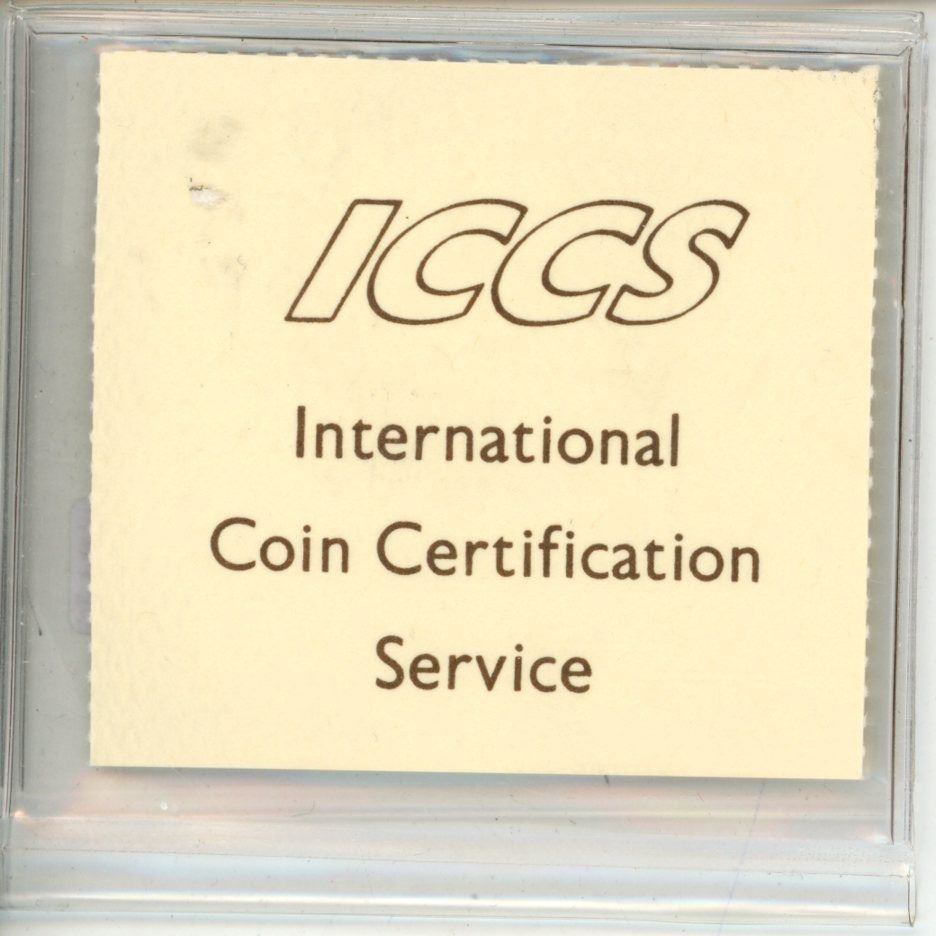 ICCS
International
Coin Certification
Service